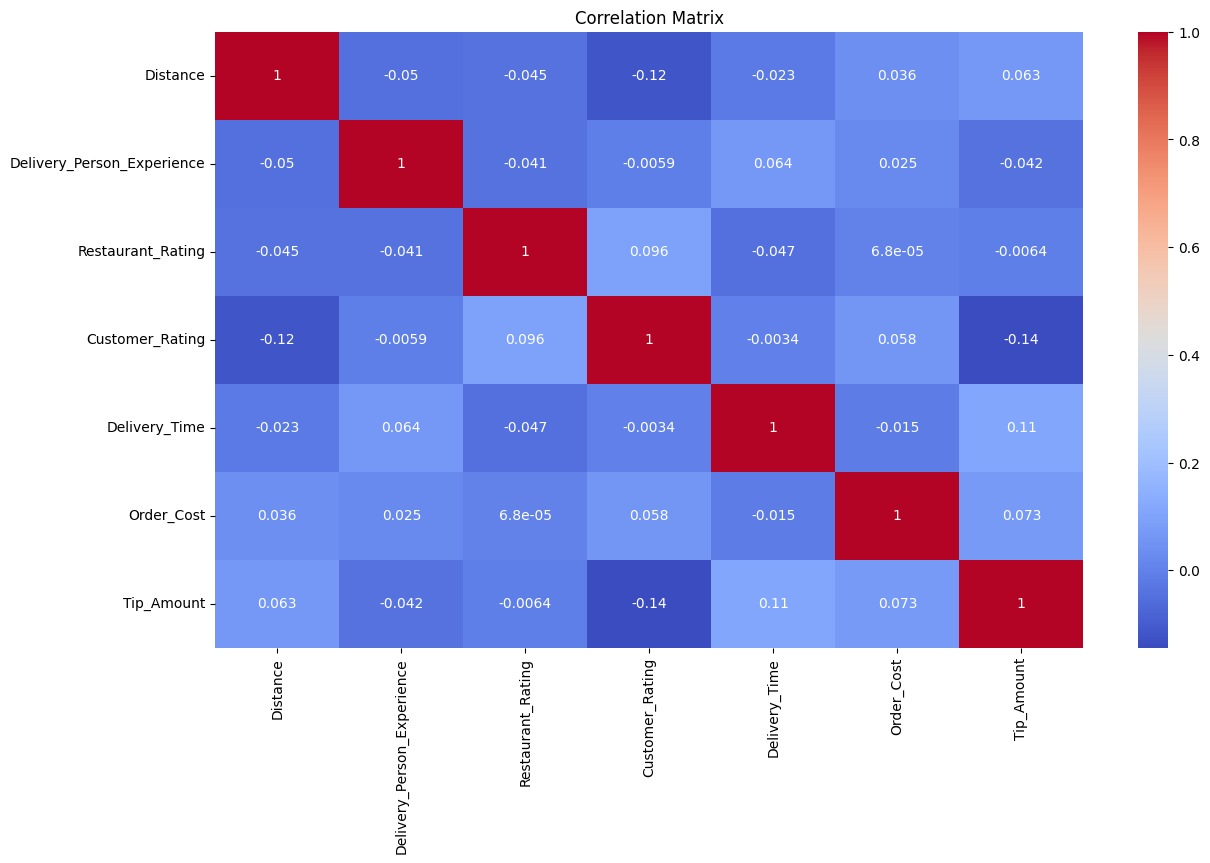 Correlation Matrix
Distance 1 -0.05 -0.045 -0.12 -0.023 0.036 0.063
Delivery_Person_Experience -0.05 1 -0.041 -0.0059 0.064 0.025 -0.042
Restaurant_Rating -0.045 -0.041 1 0.096 -0.047 6.8e-05 -0.0064
Customer_Rating -0.12 -0.0059 0.096 1 -0.0034 0.058 -0.14
Delivery_Time -0.023 0.064 -0.047 -0.0034 1 -0.015 0.11
Order_Cost 0.036 0.025 6.8e-05 0.058 -0.015 1 0.073
Tip_Amount 0.063 -0.042 -0.0064 -0.14 0.11 0.073 1
Distance
Delivery_Person_Experience
Restaurant_Rating
Customer_Rating
Delivery_Time
Order_Cost
Tip_Amount
1.0
0.8
0.6
0.4
0.2
0.0